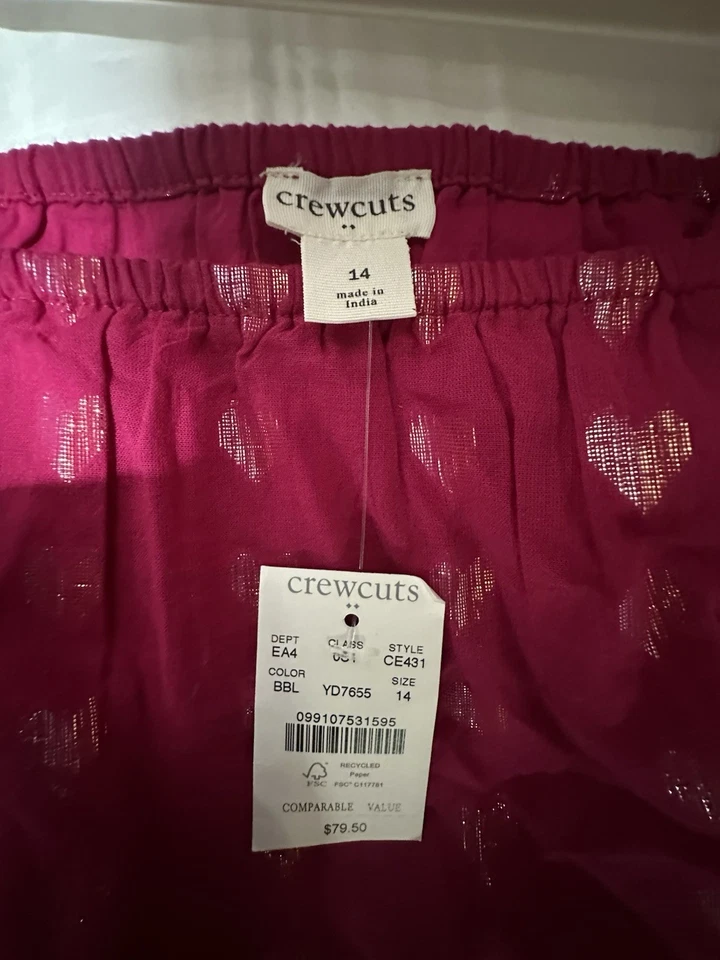 crewcuts
14
made in
India
crewcuts
DEPT CLASS STYLE
EA4 CE431
COLOR SIZE
BBL YD7655 14
099107531595
RECYCLED
Paper
FSC FSC® C117781
COMPARABLE VALUE
$79.50